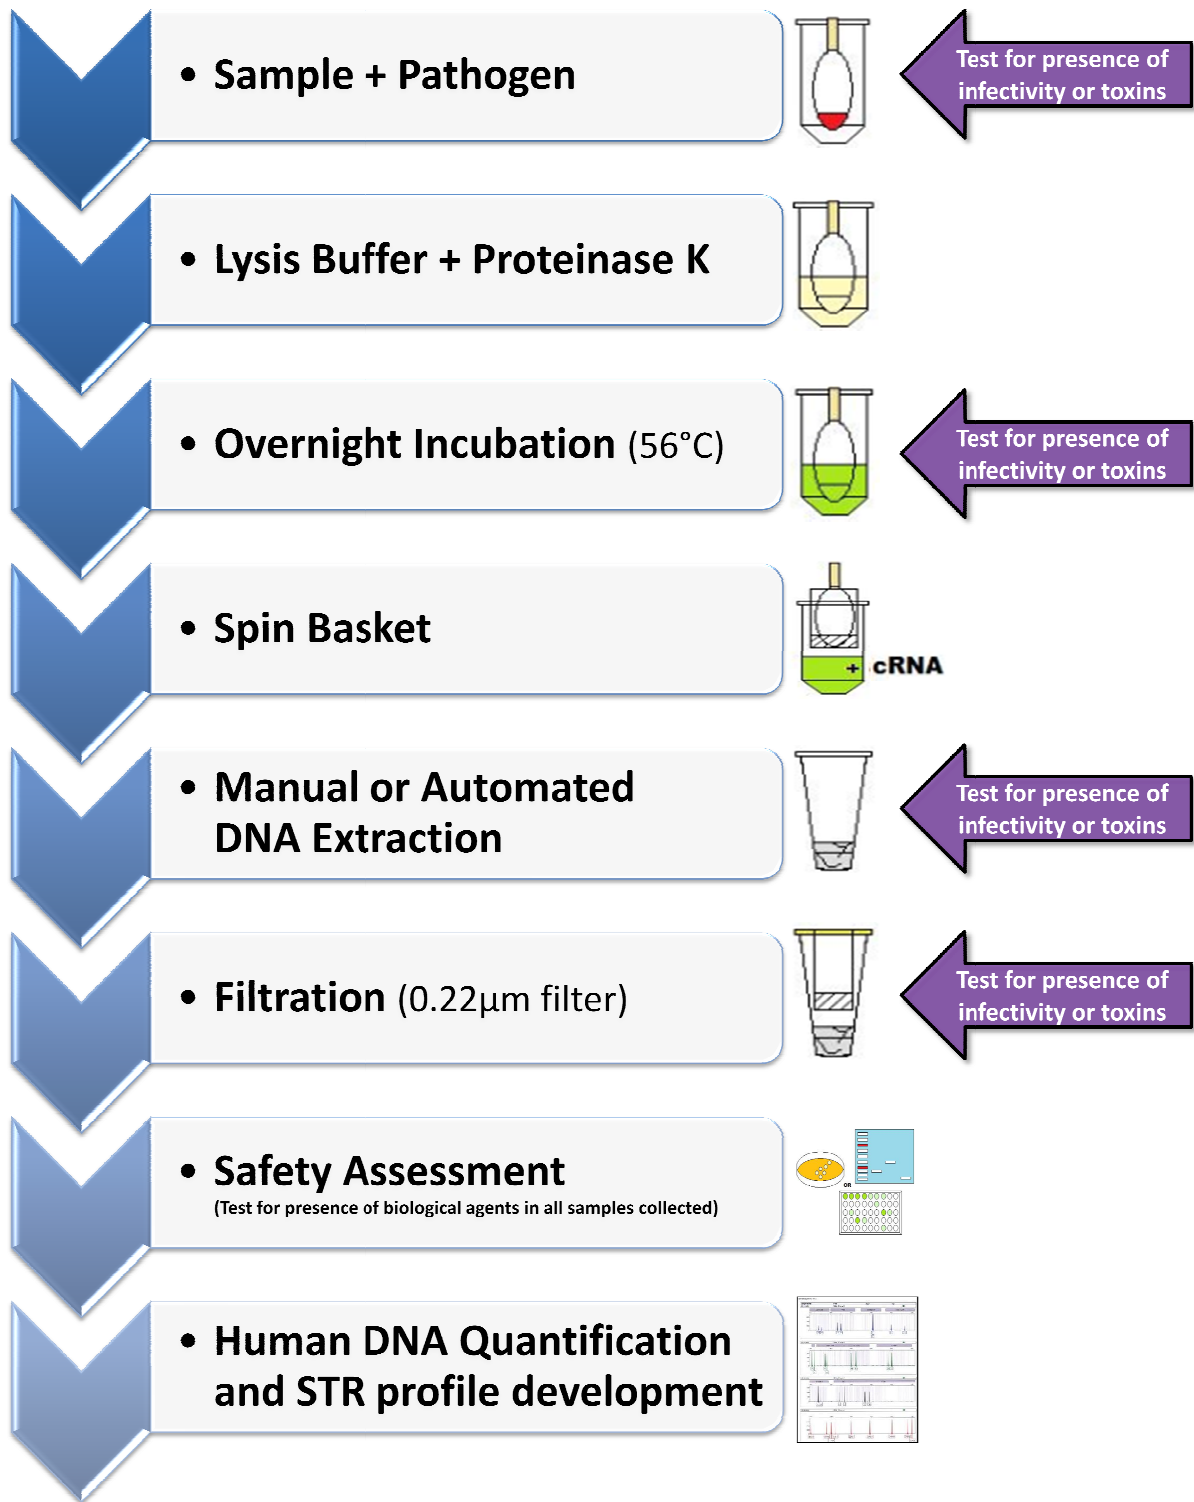 • Sample + Pathogen
Test for presence of
infectivity or toxins
• Lysis Buffer + Proteinase K
• Overnight Incubation (56°C)
Test for presence of
infectivity or toxins
• Spin Basket
+ cRNA
• Manual or Automated
DNA Extraction
Test for presence of
infectivity or toxins
• Filtration (0.22µm filter)
Test for presence of
infectivity or toxins
• Safety Assessment
(Test for presence of biological agents in all samples collected)
OR
• Human DNA Quantification
and STR profile development